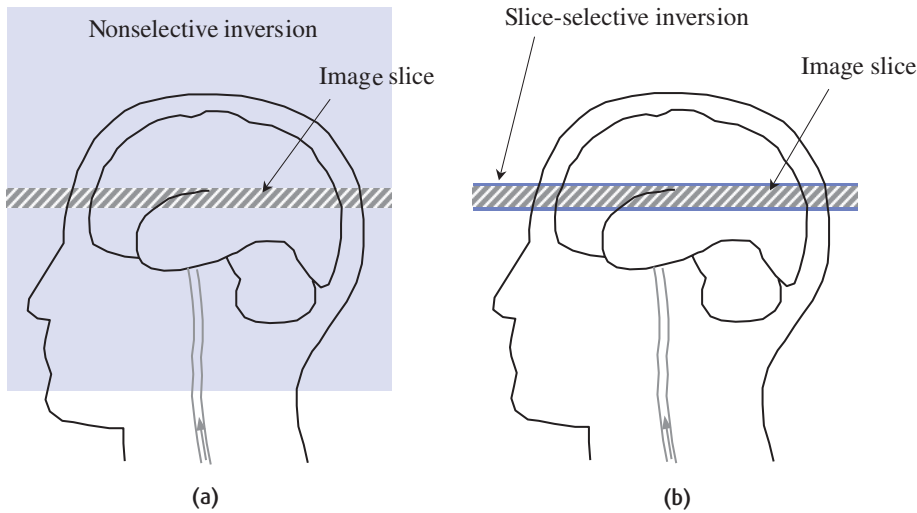 Nonselective inversion
Image slice
(a)
Slice-selective inversion
Image slice
(b)